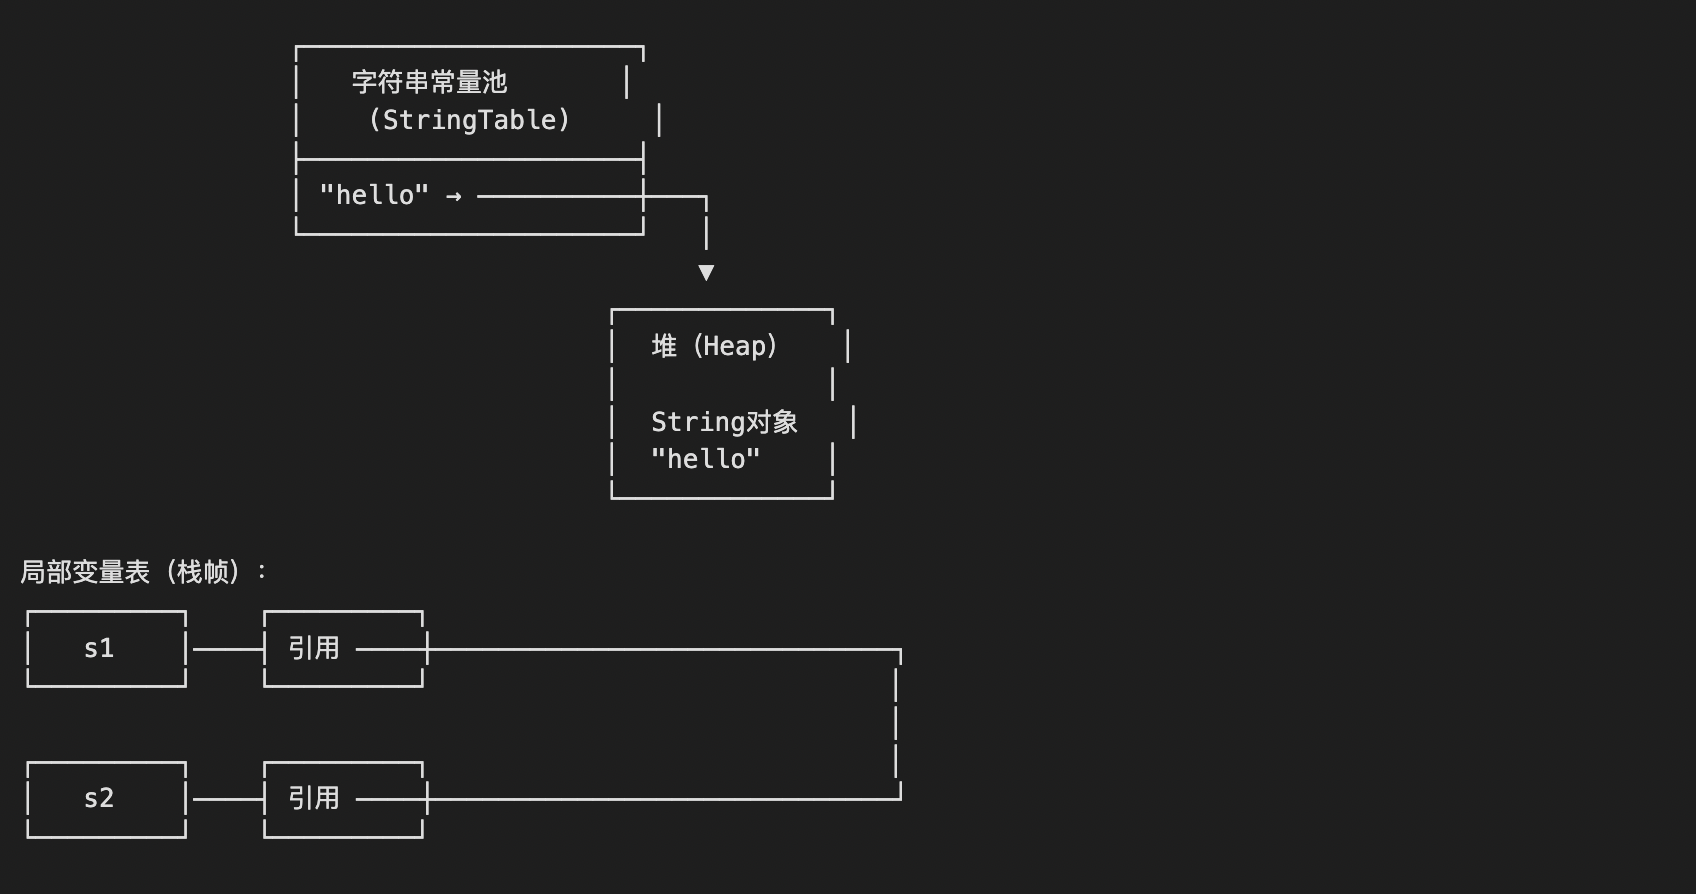 字符串常量池
(StringTable)
"hello" →
▼
堆（Heap）
String对象
"hello"
局部变量表（栈帧）:
s1 引用
s2 引用